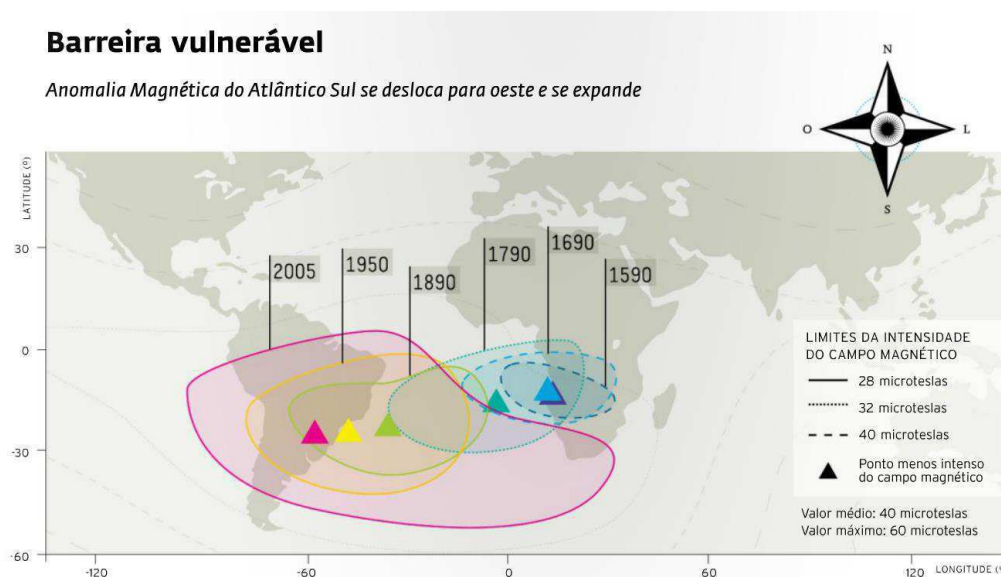 Barreira vulnerável
Anomalia Magnética do Atlântico Sul se desloca para oeste e se expande
N
O
L
S
LATITUDE (º)
30
0
-30
-60
2005
1950
1890
1790
1690
1590
LIMITES DA INTENSIDADE
DO CAMPO MAGNÉTICO
28 microteslas
32 microteslas
40 microteslas
Ponto menos intenso
do campo magnético
Valor médio: 40 microteslas
Valor máximo: 60 microteslas
-120
-60
0
60
120
LONGITUDE (º